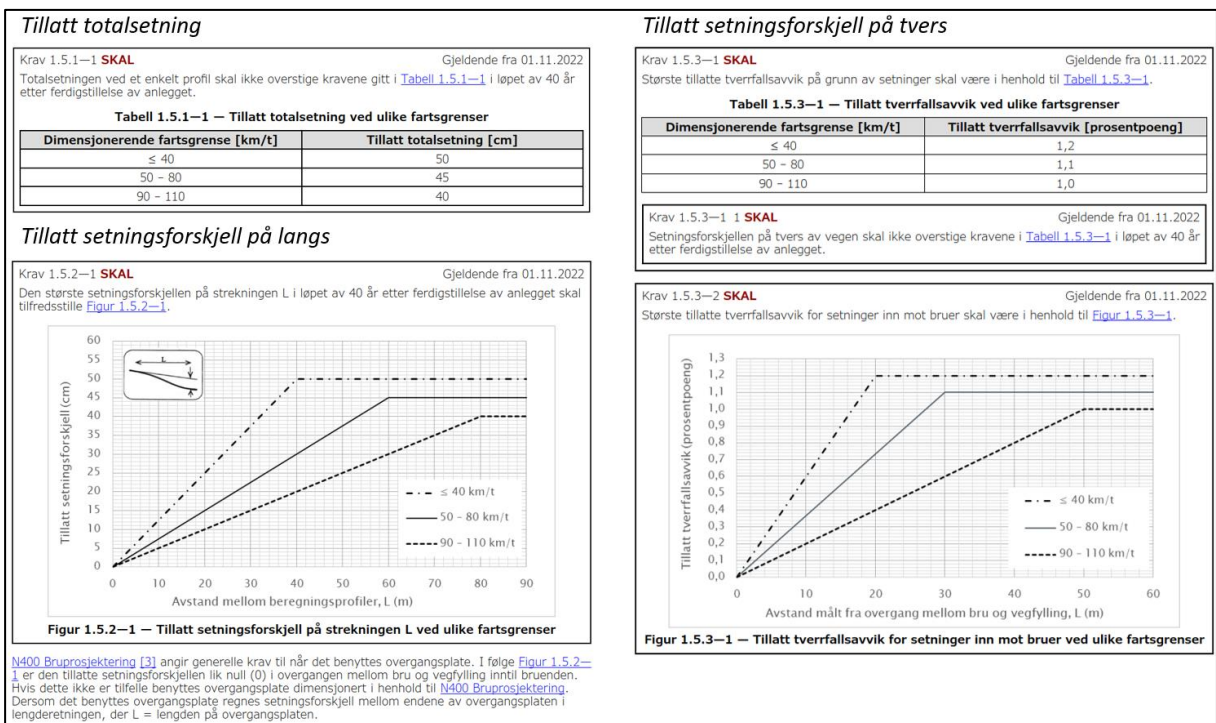 Tillatt totalsetning
Krav 1.5.1—1 SKAL Gjeldende fra 01.11.2022
Totalsetningen ved et enkelt profil skal ikke overstige kravene gitt i Tabell 1.5.1—1 i løpet av 40 år
etter ferdigstillelse av anlegget.
Tabell 1.5.1—1 — Tillatt totalsetning ved ulike fartsgrenser
Dimensjonerende fartsgrense [km/t] Tillatt totalsetning [cm]
≤ 40 50
50 – 80 45
90 – 110 40
Tillatt setningsforskjell på langs
Krav 1.5.2—1 SKAL Gjeldende fra 01.11.2022
Den største setningsforskjellen på strekningen L i løpet av 40 år etter ferdigstillelse av anlegget skal
tilfredsstille Figur 1.5.2—1.
60
55
50
45
40
35
30
25
20
15
10
5
0
Tillatt setningsforskjell (cm)
L
≤ 40 km/t
50 – 80 km/t
90 – 110 km/t
0 10 20 30 40 50 60 70 80 90
Avstand mellom beregningsprofiler, L (m)
Figur 1.5.2—1 — Tillatt setningsforskjell på strekningen L ved ulike fartsgrenser
N400 Bruprosjektering [3] angir generelle krav til når det benyttes overgangsplate. I følge Figur 1.5.2—
1 er den tillatte setningsforskjellen lik null (0) i overgangen mellom bru og vegfylling inntil bruenden.
Hvis dette ikke er tilfelle benyttes overgangsplate dimensjonert i henhold til N400 Bruprosjektering.
Dersom det benyttes overgangsplate regnes setningsforskjell mellom endene av overgangsplaten i
lengderetningen, der L = lengden på overgangsplaten.
Tillatt setningsforskjell på tvers
Krav 1.5.3—1 SKAL Gjeldende fra 01.11.2022
Største tillatte tverrfallsavvik på grunn av setninger skal være i henhold til Tabell 1.5.3—1.
Tabell 1.5.3—1 — Tillatt tverrfallsavvik ved ulike fartsgrenser
Dimensjonerende fartsgrense [km/t] Tillatt tverrfallsavvik [prosentpoeng]
≤ 40 1,2
50 – 80 1,1
90 – 110 1,0
Krav 1.5.3—1 1 SKAL Gjeldende fra 01.11.2022
Setningsforskjellen på tvers av vegen skal ikke overstige kravene i Tabell 1.5.3—1 i løpet av 40 år
etter ferdigstillelse av anlegget.
Krav 1.5.3—2 SKAL Gjeldende fra 01.11.2022
Største tillatte tverrfallsavvik for setninger inn mot bruer skal være i henhold til Figur 1.5.3—1.
1,3
1,2
1,1
1,0
0,9
0,8
0,7
0,6
0,5
0,4
0,3
0,2
0,1
0,0
Tillatt tverrfallsavvik (prosentpoeng)
≤ 40 km/t
50 – 80 km/t
90 – 110 km/t
0 10 20 30 40 50 60
Avstand målt fra overgang mellom bru og vegfylling, L (m)
Figur 1.5.3—1 — Tillatt tverrfallsavvik for setninger inn mot bruer ved ulike fartsgrenser